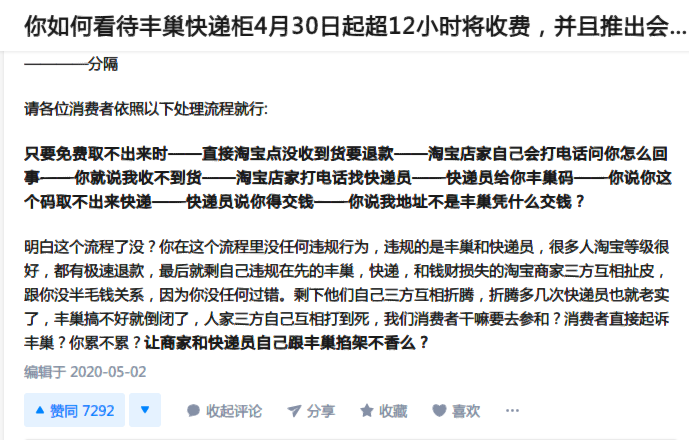 你如何看待丰巢快递柜4月30日起超12小时将收费，并且推出会...
————分隔
请各位消费者依照以下处理流程就行:
只要免费取不出来时——直接淘宝点没收到货要退款——淘宝店家自己会打电话问你怎么回
事——你就说我收不到货——淘宝店家打电话找快递员——快递员给你丰巢码——你说你这
个码取不出来快递——快递员说你得交钱——你说我地址不是丰巢凭什么交钱？
明白这个流程了没？你在这个流程里没任何违规行为，违规的是丰巢和快递员，很多人淘宝等级很
好，都有极速退款，最后就剩自己违规在先的丰巢，快递，和钱财损失的淘宝商家三方互相扯皮，
跟你没半毛钱关系，因为你没任何过错。剩下他们自己三方互相折腾，折腾多几次快递员也就老实
了，丰巢搞不好就倒闭了，人家三方自己互相打到死，我们消费者干嘛要去参和？消费者直接起诉
丰巢？你累不累？让商家和快递员自己跟丰巢掐架不香么？
编辑于 2020-05-02
赞同 7292 收起评论 分享 收藏 喜欢 ...